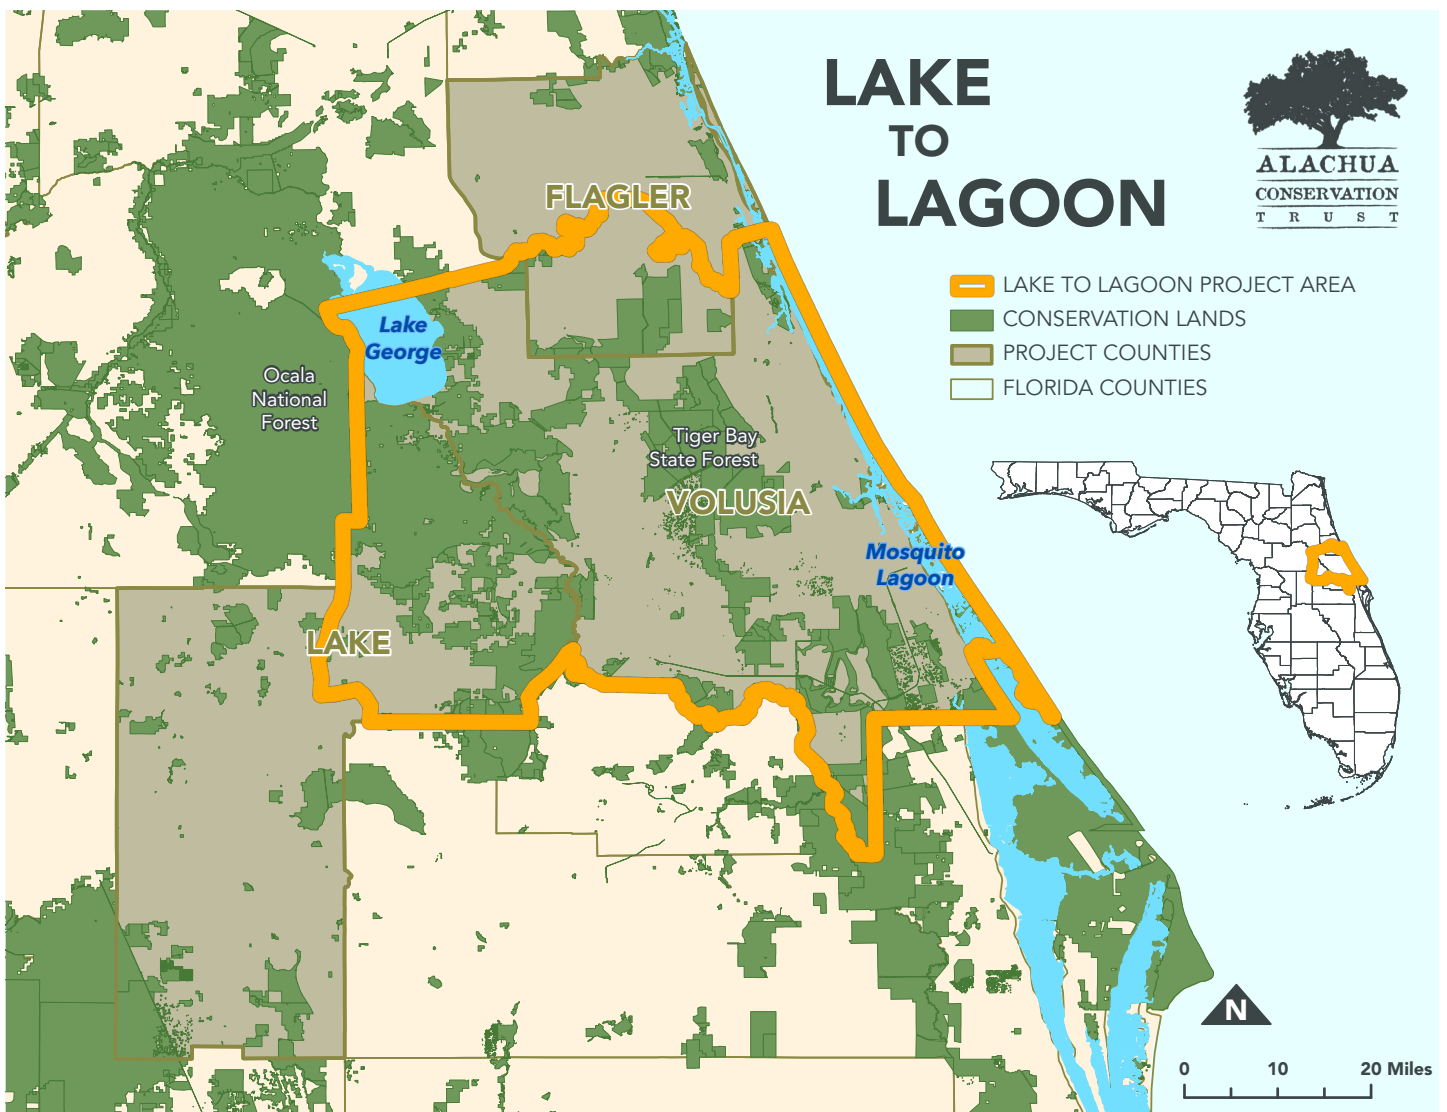 LAKE
TO
LAGOON
ALACHUA
CONSERVATION
TRUST
LAKE TO LAGOON PROJECT AREA
CONSERVATION LANDS
PROJECT COUNTIES
FLORIDA COUNTIES
FLAGLER
Lake
George
Ocala
National
Forest
Tiger Bay
State Forest
VOLUSIA
Mosquito
Lagoon
LAKE
N
0 10 20 Miles